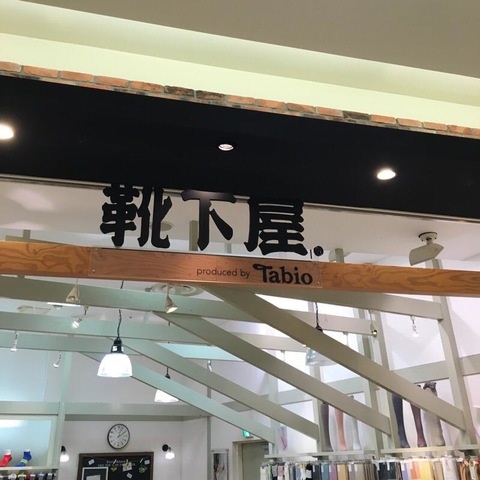 靴下屋.
produced by Tabio